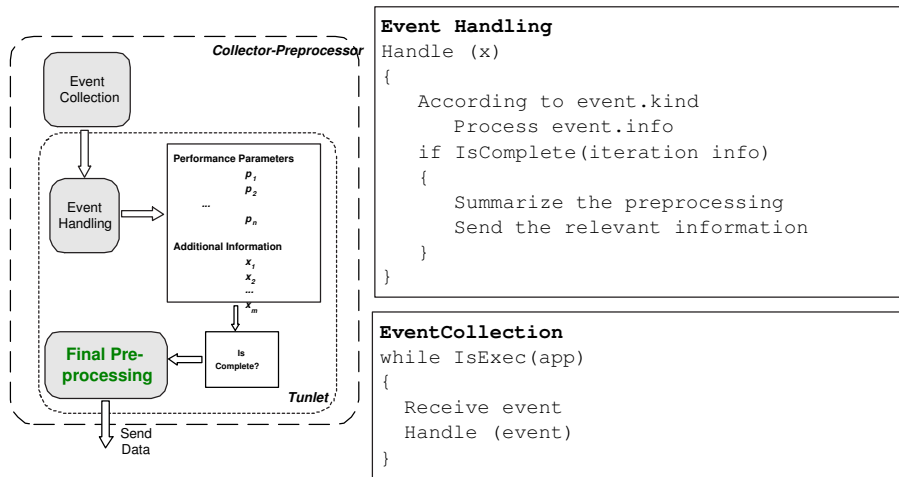 Collector-Preprocessor
Event
Collection
Event
Handling
Performance Parameters
p1
p2
...
pn
Additional Information
x1
x2
...
xm
Is
Complete?
Final Pre-
processing
Tunlet
Send
Data
Event Handling
Handle (x)
{
According to event.kind
Process event.info
if IsComplete(iteration info)
{
Summarize the preprocessing
Send the relevant information
}
}
EventCollection
while IsExec(app)
{
Receive event
Handle (event)
}